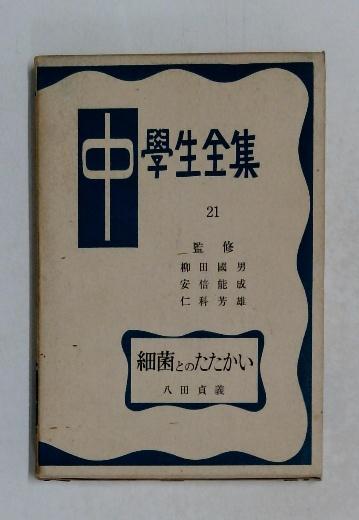 中學生全集
21
監修
柳田國男
安倍能成
仁科芳雄
細菌とのたたかい
八田貞義